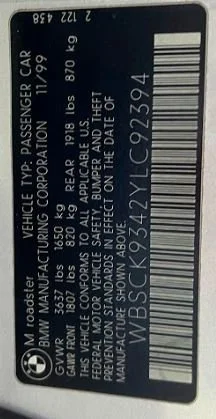 M roadster VEHICLE TYP: PASSENGER CAR
BMW MANUFACTURING CORPORATION 11/99
GVWR 3637 lbs 1650 kg
GAWR FRONT 1807 lbs 820 kg REAR 1918 lbs 870 kg
THIS VEHICLE CONFORMS TO ALL APPLICABLE U.S.
FEDERAL MOTOR VEHICLE SAFETY, BUMPER AND THEFT
PREVENTION STANDARDS IN EFFECT ON THE DATE OF
MANUFACTURE SHOWN ABOVE.
WBSCK9342YLC92394
2 122 438